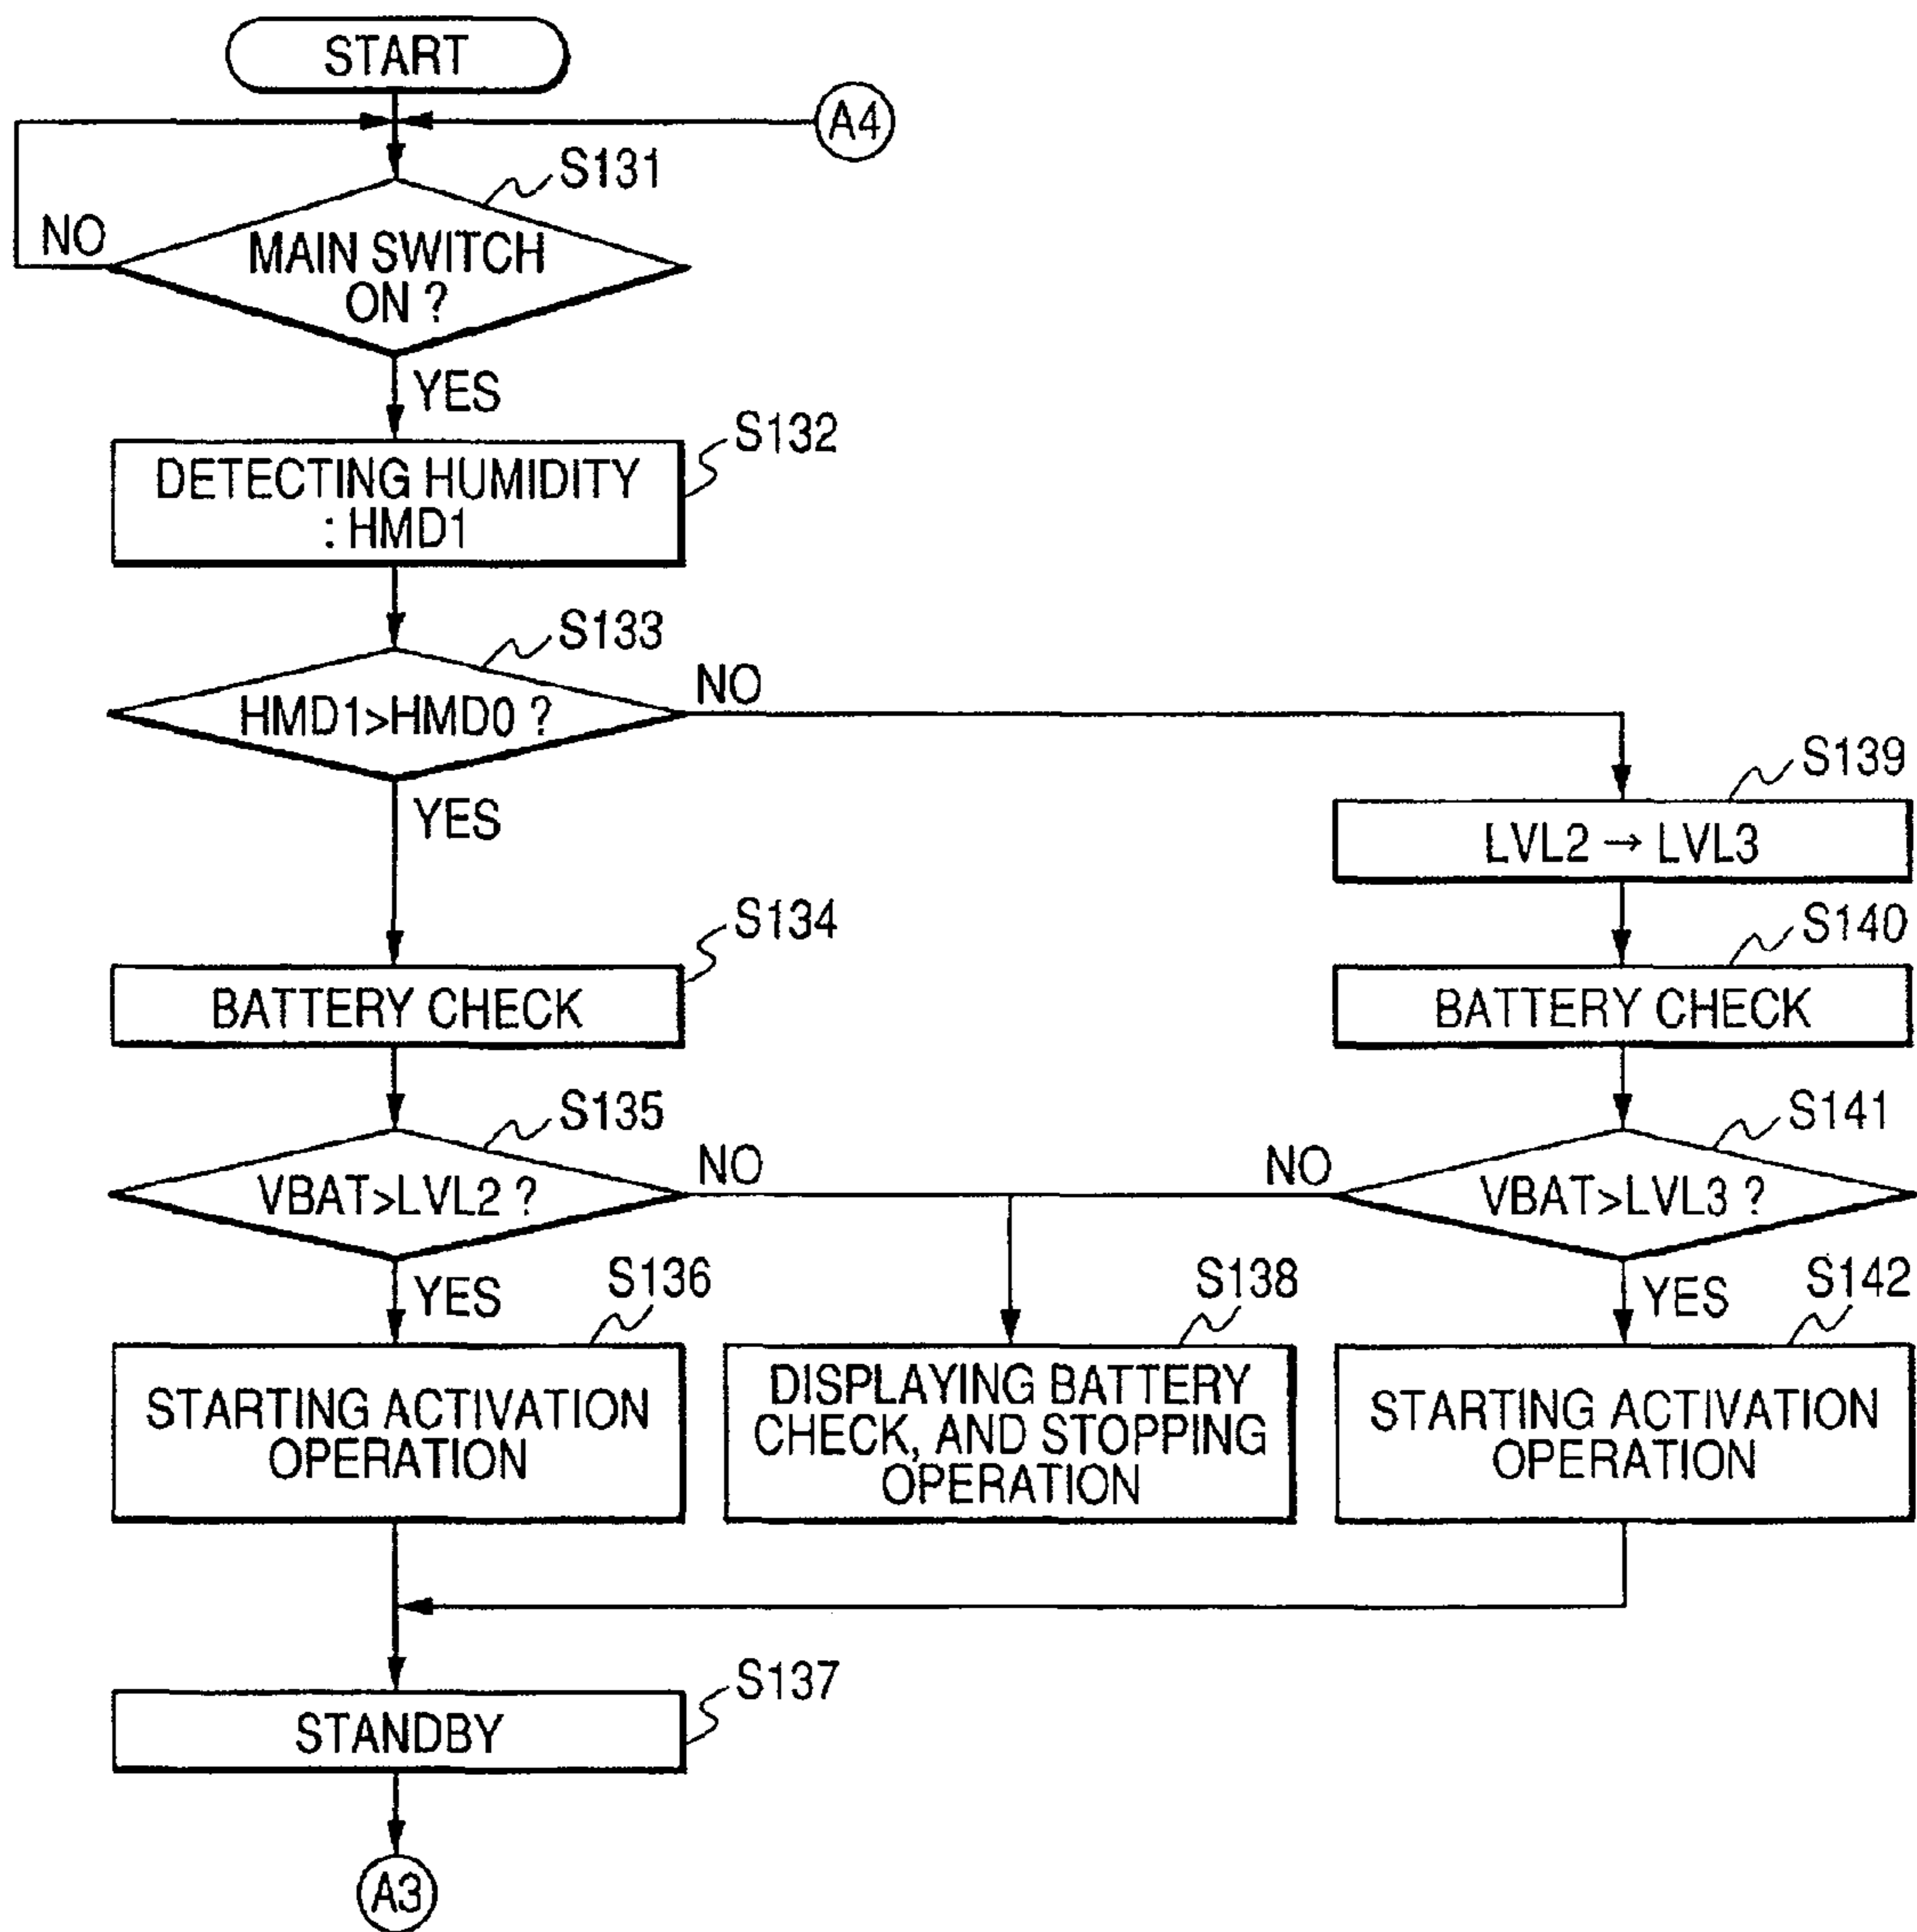 START
A4
S131
NO
MAIN SWITCH
ON ?
YES
S132
DETECTING HUMIDITY
: HMD1
S133
HMD1>HMD0 ?
NO
YES
S139
LVL2 → LVL3
S134
BATTERY CHECK
S140
BATTERY CHECK
S135
VBAT>LVL2 ?
NO
NO
S141
VBAT>LVL3 ?
YES
S136
STARTING ACTIVATION
OPERATION
S138
DISPLAYING BATTERY
CHECK, AND STOPPING
OPERATION
YES
S142
STARTING ACTIVATION
OPERATION
S137
STANDBY
A3